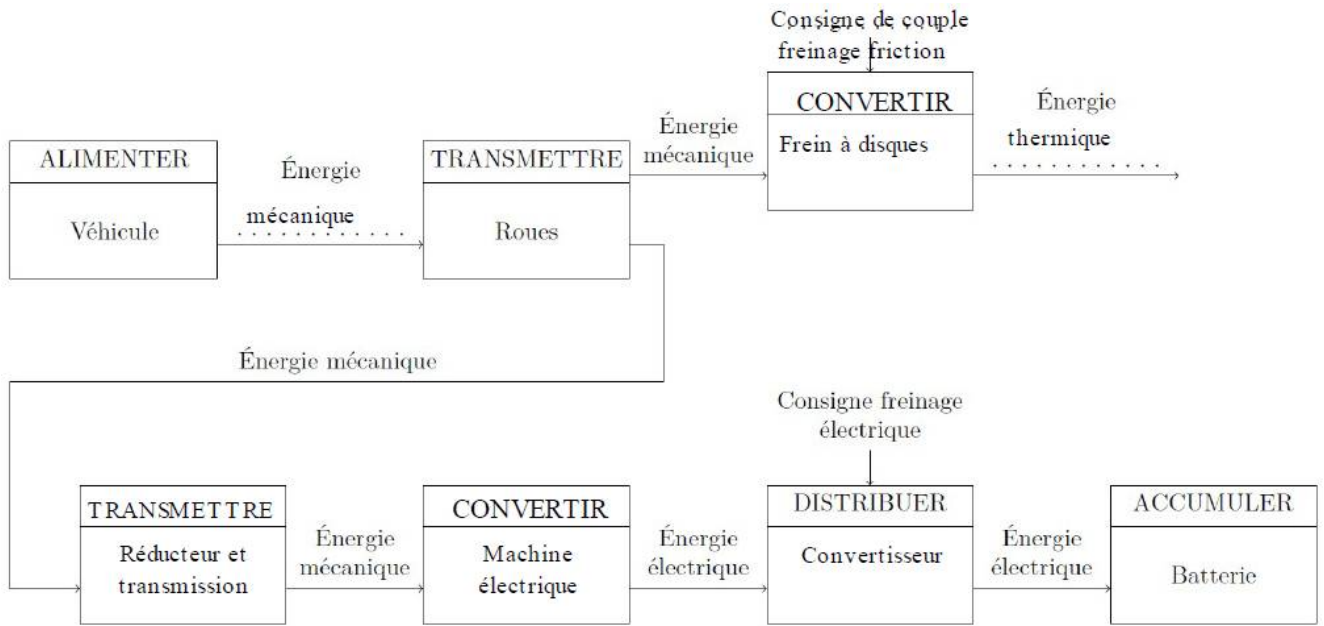 Consigne de couple
freinage friction
CONVERTIR
Frein à disques
Énergie
thermique
Énergie
mécanique
ALIMENTER
Véhicule
Énergie
mécanique
TRANSMETTRE
Roues
Énergie mécanique
Consigne freinage
électrique
TRANSMETTRE
Réducteur et
transmission
Énergie
mécanique
CONVERTIR
Machine
électrique
Énergie
électrique
DISTRIBUER
Convertisseur
Énergie
électrique
ACCUMULER
Batterie